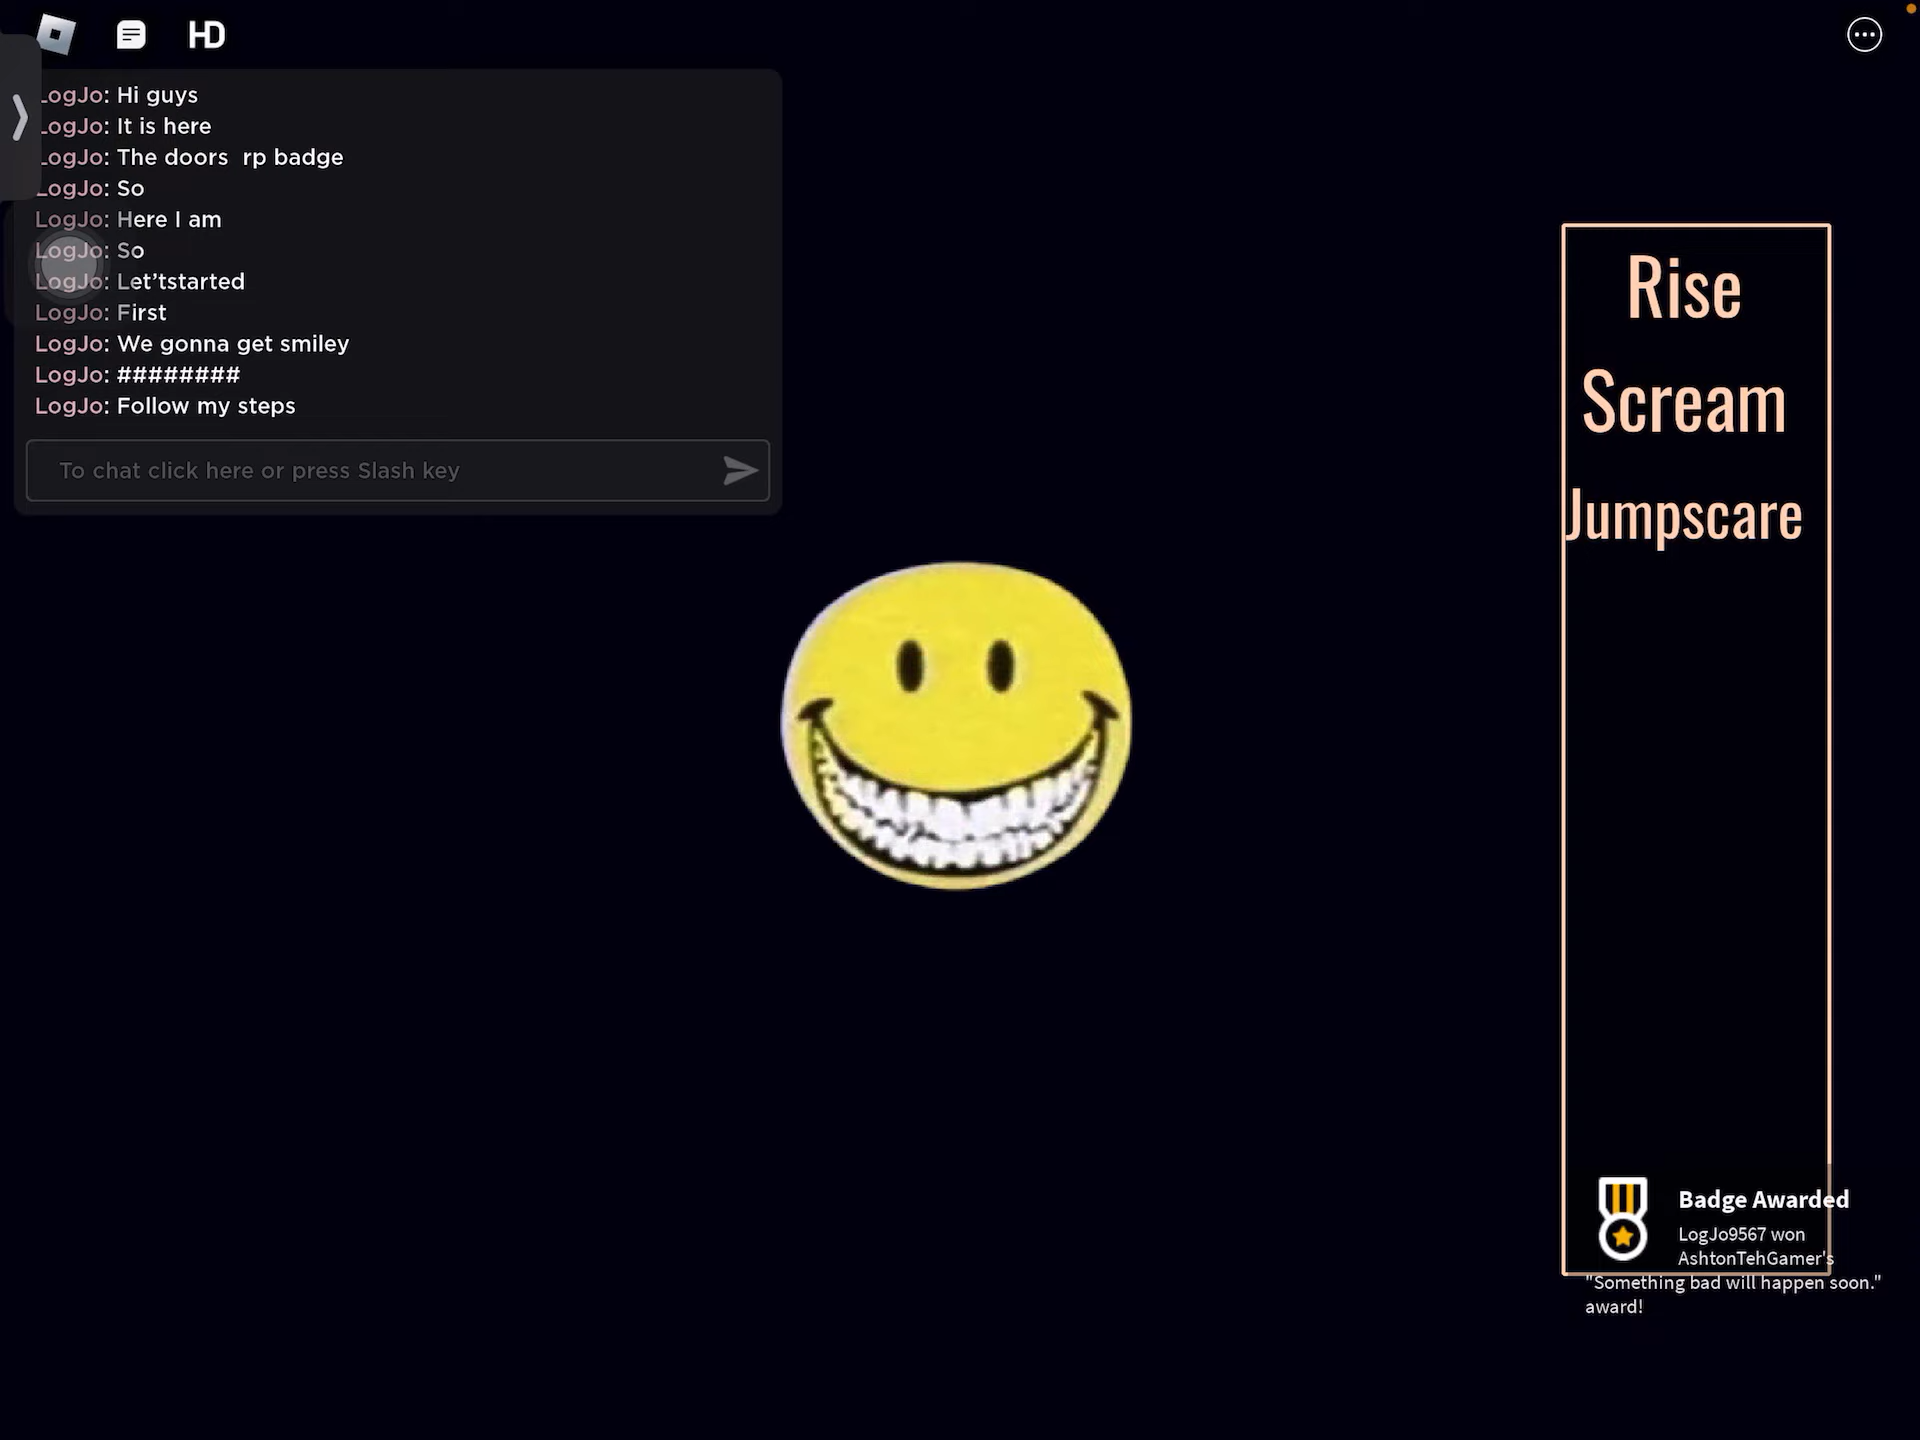 HD
LogJo: Hi guys
LogJo: It is here
LogJo: The doors  rp badge
LogJo: So
LogJo: Here I am
LogJo: So
LogJo: Let’tstarted
LogJo: First
LogJo: We gonna get smiley
LogJo: ########
LogJo: Follow my steps
To chat click here or press Slash key
Rise
Scream
Jumpscare
Badge Awarded
LogJo9567 won
AshtonTehGamer's
"Something bad will happen soon."
award!